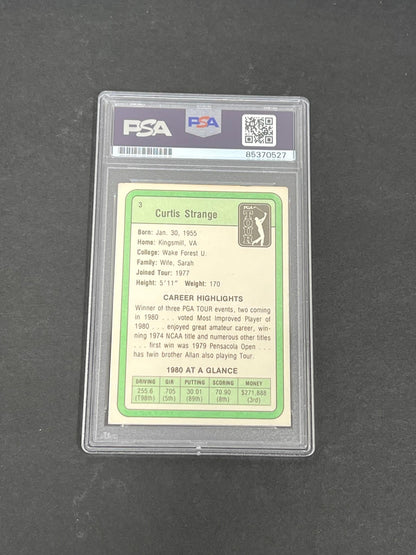 PSA
PSA
85370527
3
Curtis Strange
PGA
TOUR
Born: Jan. 30, 1955
Home: Kingsmill, VA
College: Wake Forest U.
Family: Wife, Sarah
Joined Tour: 1977
Height: 5'11" Weight: 170
CAREER HIGHLIGHTS
Winner of three PGA TOUR events, two coming
in 1980 . . . voted Most Improved Player of
1980 . . . enjoyed great amateur career, win-
ning 1974 NCAA title and numerous other titles
. . . first win was 1979 Pensacola Open . . .
has twin brother Allan also playing Tour.
1980 AT A GLANCE
DRIVING GIR PUTTING SCORING MONEY
255.6 705 30.01 70.90 $271,888
(T98th) (5th) (89th) (8th) (3rd)